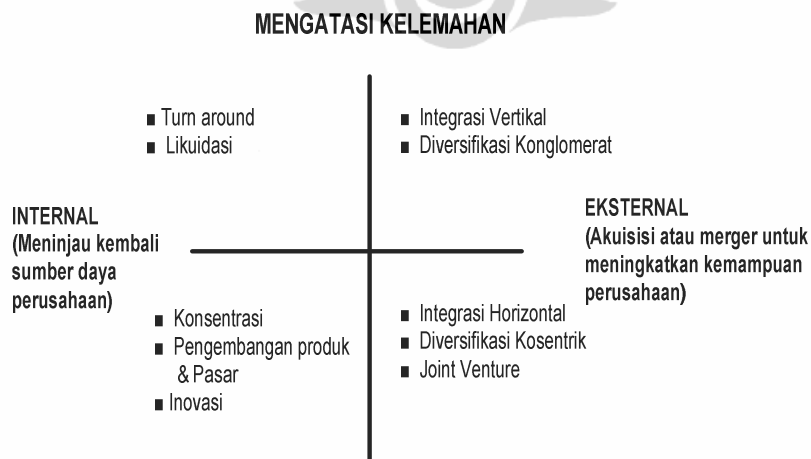 MENGATASI KELEMAHAN
■ Turn around
■ Likuidasi
■ Integrasi Vertikal
■ Diversifikasi Konglomerat
INTERNAL
(Meninjau kembali
sumber daya
perusahaan)
EKSTERNAL
(Akuisisi atau merger untuk
meningkatkan kemampuan
perusahaan)
■ Konsentrasi
■ Pengembangan produk
& Pasar
■ Inovasi
■ Integrasi Horizontal
■ Diversifikasi Kosentrik
■ Joint Venture